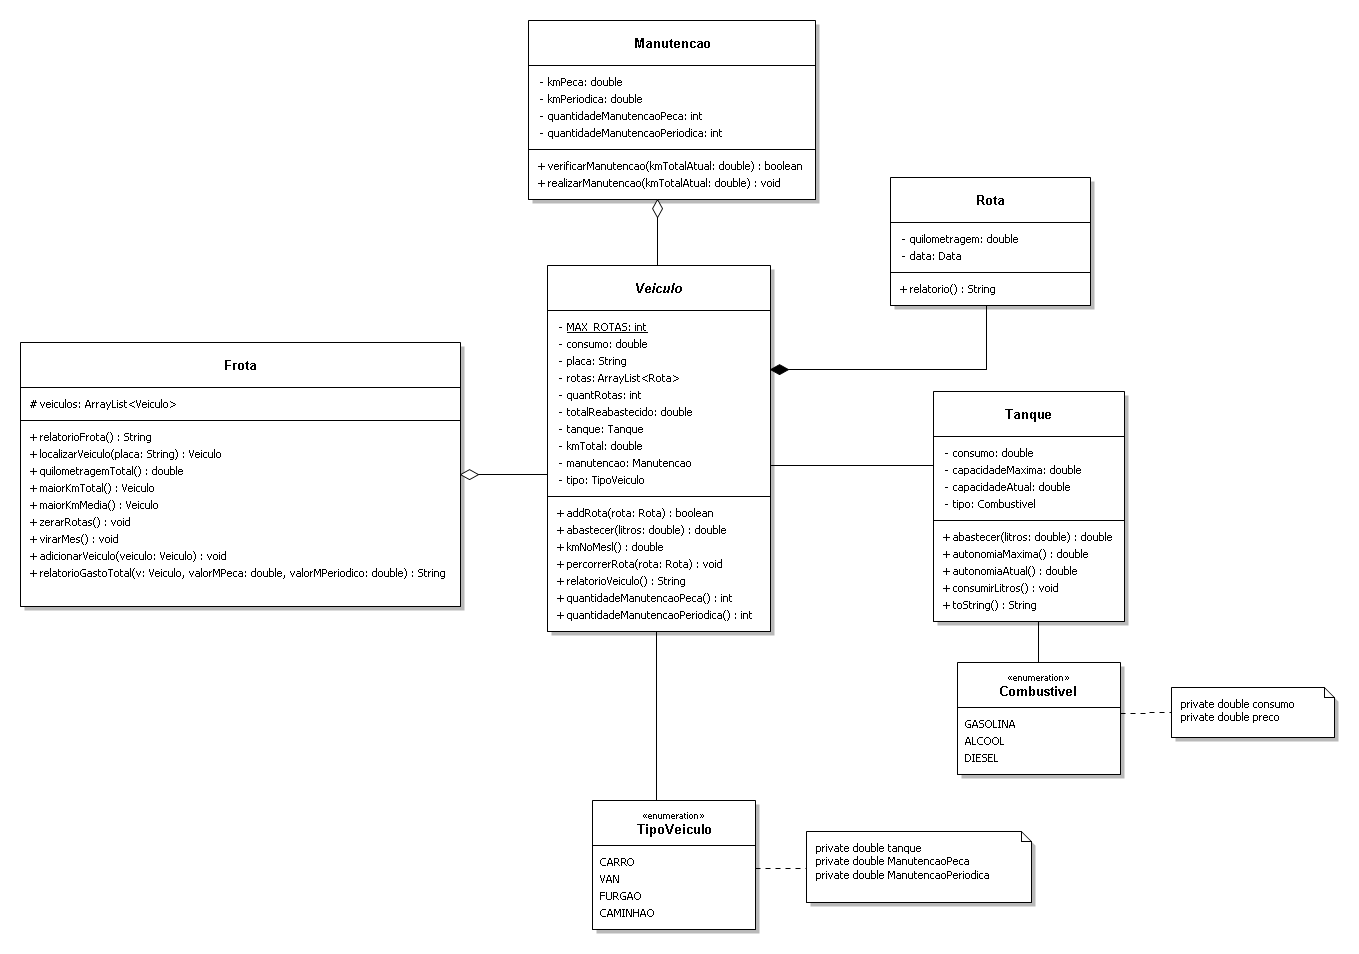 Manutencao
- kmPeca: double
- kmPeriodica: double
- quantidadeManutencaoPeca: int
- quantidadeManutencaoPeriodica: int
+ verificarManutencao(kmTotalAtual: double) : boolean
+ realizarManutencao(kmTotalAtual: double) : void
Rota
- quilometragem: double
- data: Data
+ relatorio() : String
Veiculo
- MAX_ROTAS: int
- consumo: double
- placa: String
- rotas: ArrayList<Rota>
- quantRotas: int
- totalReabastecido: double
- tanque: Tanque
- kmTotal: double
- manutencao: Manutencao
- tipo: TipoVeiculo
+ addRota(rota: Rota) : boolean
+ abastecer(litros: double) : double
+ kmNoMesl() : double
+ percorrerRota(rota: Rota) : void
+ relatorioVeiculo() : String
+ quantidadeManutencaoPeca() : int
+ quantidadeManutencaoPeriodica() : int
Frota
# veiculos: ArrayList<Veiculo>
+ relatorioFrota() : String
+ localizarVeiculo(placa: String) : Veiculo
+ quilometragemTotal() : double
+ maiorKmTotal() : Veiculo
+ maiorKmMedia() : Veiculo
+ zerarRotas() : void
+ virarMes() : void
+ adicionarVeiculo(veiculo: Veiculo) : void
+ relatorioGastoTotal(v: Veiculo, valorMPeca: double, valorMPeriodico: double) : String
Tanque
- consumo: double
- capacidadeMaxima: double
- capacidadeAtual: double
- tipo: Combustivel
+ abastecer(litros: double) : double
+ autonomiaMaxima() : double
+ autonomiaAtual() : double
+ consumirLitros() : void
+ toString() : String
«enumeration»
Combustivel
GASOLINA
ALCOOL
DIESEL
private double consumo
private double preco
«enumeration»
TipoVeiculo
CARRO
VAN
FURGAO
CAMINHAO
private double tanque
private double ManutencaoPeca
private double ManutencaoPeriodica